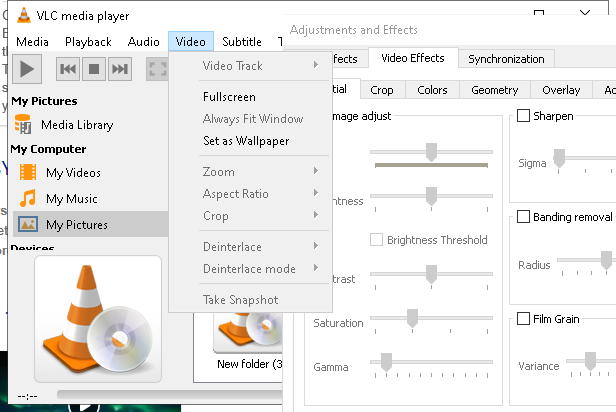 VLC media player
Media Playback Audio Video Subtitle T
My Pictures
Media Library
My Computer
My Videos
My Music
My Pictures
Devices
--:--
Video Track
Fullscreen
Always Fit Window
Set as Wallpaper
Zoom
Aspect Ratio
Crop
Deinterlace
Deinterlace mode
Take Snapshot
New folder (3
Adjustments and Effects
ffects Video Effects Synchronization
tial Crop Colors Geometry Overlay
mage adjust
ntness
Brightness Threshold
trast
Saturation
Gamma
Sharpen
Sigma
Banding removal
Radius
Film Grain
Variance